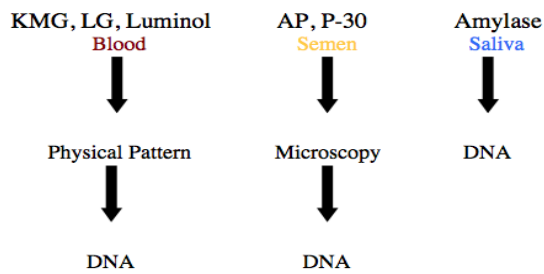 KMG, LG, Luminol AP, P-30 Amylase
Blood Semen Saliva
Physical Pattern Microscopy DNA
DNA DNA